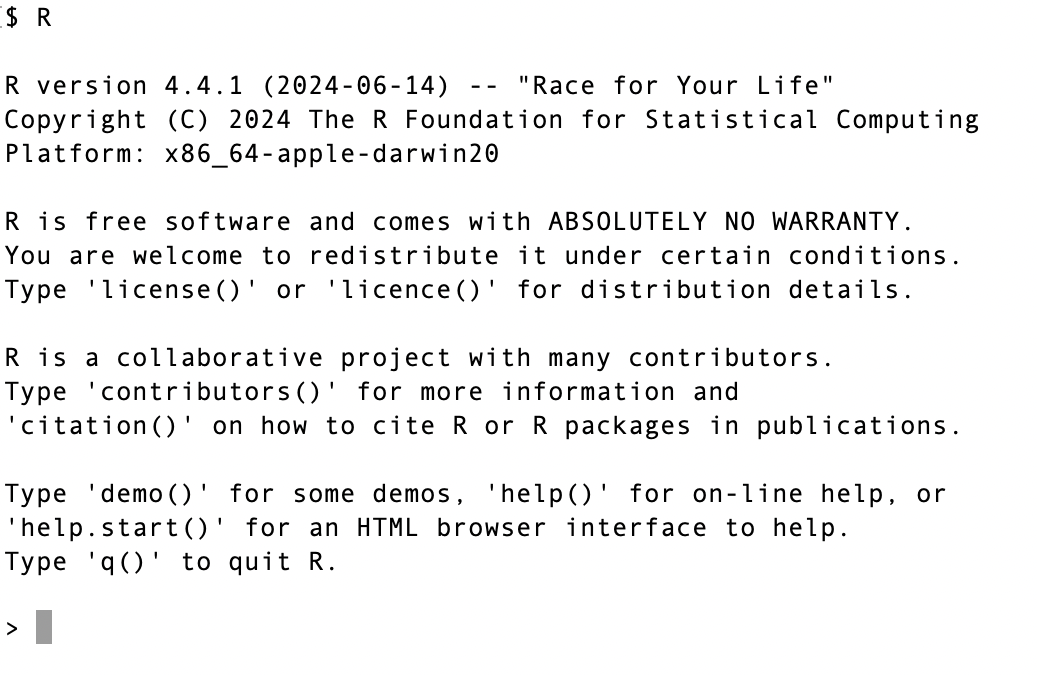 $ R
R version 4.4.1 (2024-06-14) -- "Race for Your Life"
Copyright (C) 2024 The R Foundation for Statistical Computing
Platform: x86_64-apple-darwin20
R is free software and comes with ABSOLUTELY NO WARRANTY.
You are welcome to redistribute it under certain conditions.
Type 'license()' or 'licence()' for distribution details.
R is a collaborative project with many contributors.
Type 'contributors()' for more information and
'citation()' on how to cite R or R packages in publications.
Type 'demo()' for some demos, 'help()' for on-line help, or
'help.start()' for an HTML browser interface to help.
Type 'q()' to quit R.
>